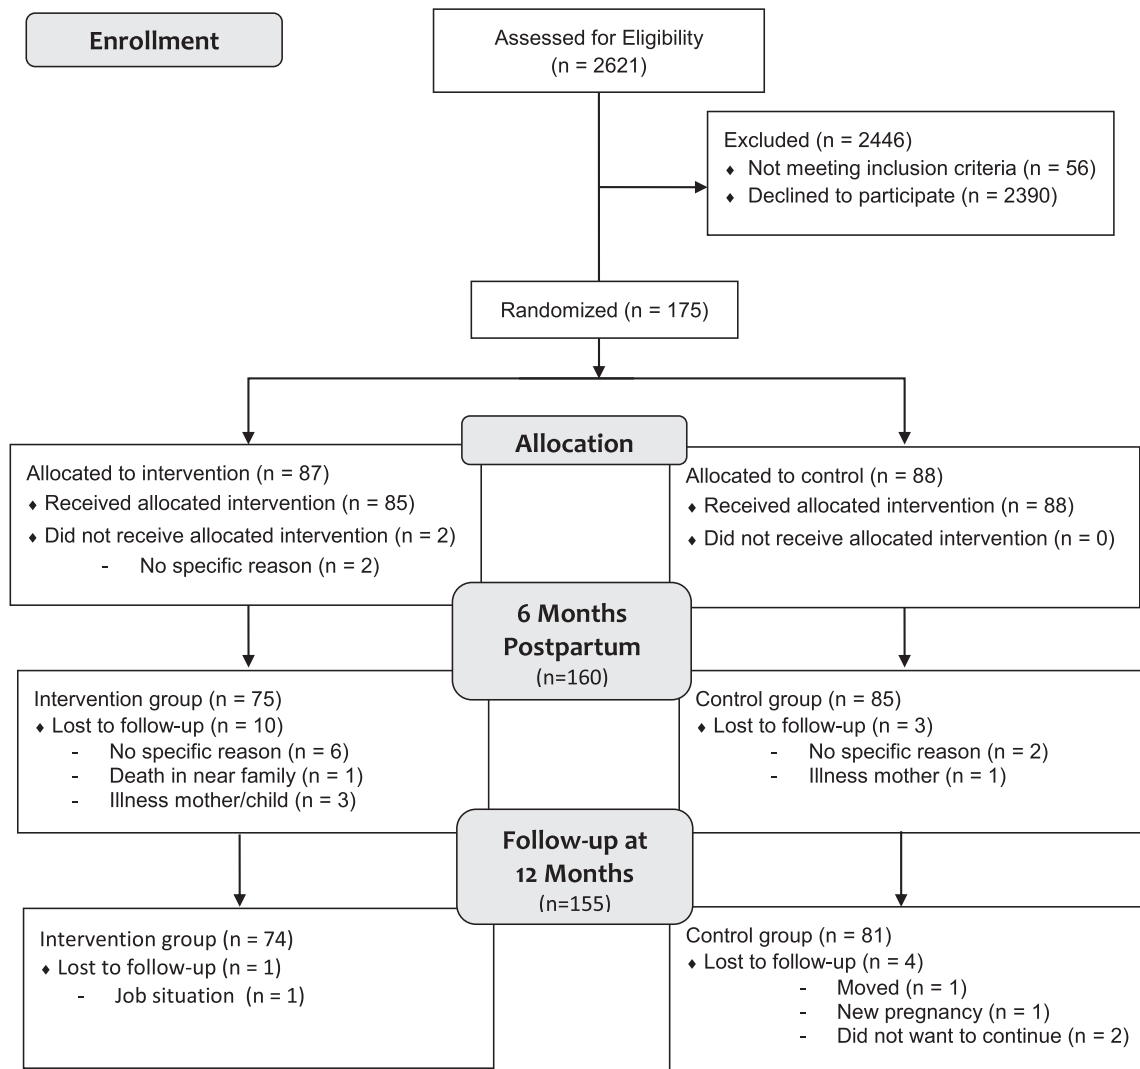 Enrollment
Assessed for Eligibility
(n = 2621)
Excluded (n = 2446)
♦ Not meeting inclusion criteria (n = 56)
♦ Declined to participate (n = 2390)
Randomized (n = 175)
Allocation
Allocated to intervention (n = 87)
♦ Received allocated intervention (n = 85)
♦ Did not receive allocated intervention (n = 2)
- No specific reason (n = 2)
Allocated to control (n = 88)
♦ Received allocated intervention (n = 88)
♦ Did not receive allocated intervention (n = 0)
6 Months
Postpartum
(n=160)
Intervention group (n = 75)
♦ Lost to follow-up (n = 10)
- No specific reason (n = 6)
- Death in near family (n = 1)
- Illness mother/child (n = 3)
Control group (n = 85)
♦ Lost to follow-up (n = 3)
- No specific reason (n = 2)
- Illness mother (n = 1)
Follow-up at
12 Months
(n=155)
Intervention group (n = 74)
♦ Lost to follow-up (n = 1)
- Job situation (n = 1)
Control group (n = 81)
♦ Lost to follow-up (n = 4)
- Moved (n = 1)
- New pregnancy (n = 1)
- Did not want to continue (n = 2)